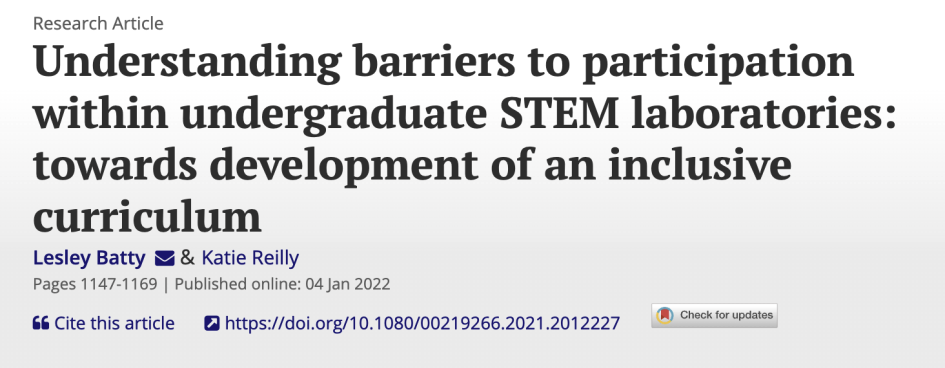 Research Article
Understanding barriers to participation
within undergraduate STEM laboratories:
towards development of an inclusive
curriculum
Lesley Batty & Katie Reilly
Pages 1147-1169 | Published online: 04 Jan 2022
Cite this article https://doi.org/10.1080/00219266.2021.2012227 Check for updates